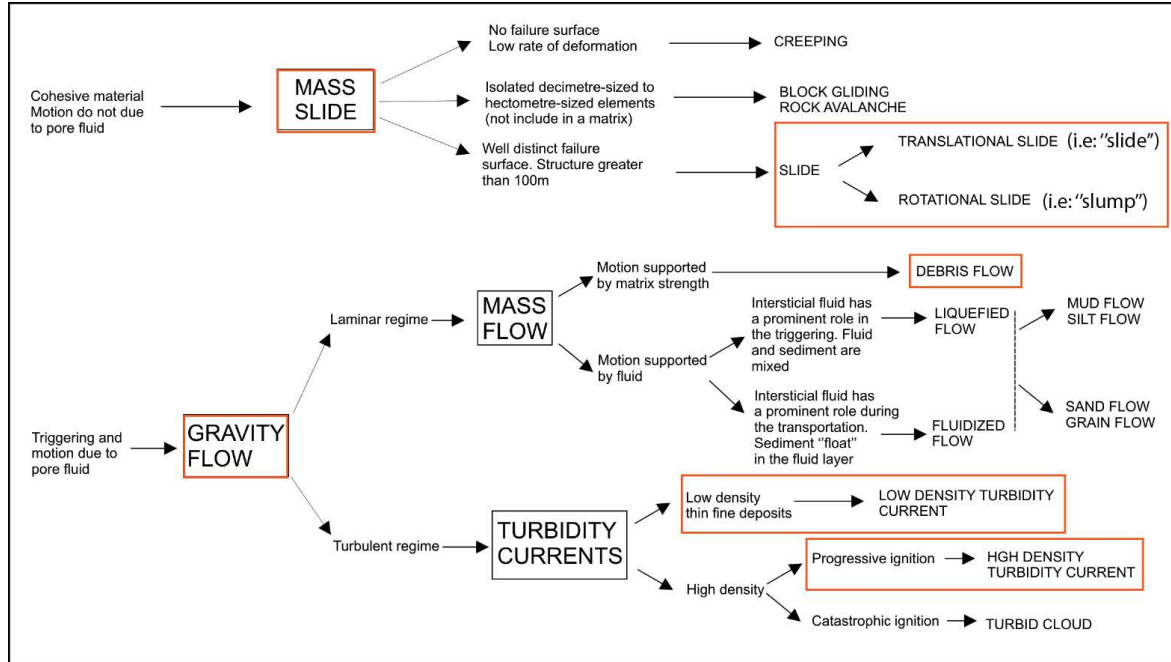 No failure surface
Low rate of deformation
CREEPING
Cohesive material
Motion do not due
to pore fluid
MASS
SLIDE
Isolated decimetre-sized to
hectometre-sized elements
(not include in a matrix)
BLOCK GLIDING
ROCK AVALANCHE
Well distinct failure
surface. Structure greater
than 100m
SLIDE
TRANSLATIONAL SLIDE (i.e: "slide")
ROTATIONAL SLIDE (i.e: "slump")
Triggering and
motion due to
pore fluid
GRAVITY
FLOW
Laminar regime
MASS
FLOW
Motion supported
by matrix strength
DEBRIS FLOW
Motion supported
by fluid
Intersticial fluid has
a prominent role in
the triggering. Fluid
and sediment are
mixed
LIQUEFIED
FLOW
Intersticial fluid has
a prominent role during
the transportation.
Sediment "float"
in the fluid layer
FLUIDIZED
FLOW
MUD FLOW
SILT FLOW
SAND FLOW
GRAIN FLOW
Turbulent regime
TURBIDITY
CURRENTS
Low density
thin fine deposits
LOW DENSITY TURBIDITY
CURRENT
High density
Progressive ignition
HGH DENSITY
TURBIDITY CURRENT
Catastrophic ignition
TURBID CLOUD